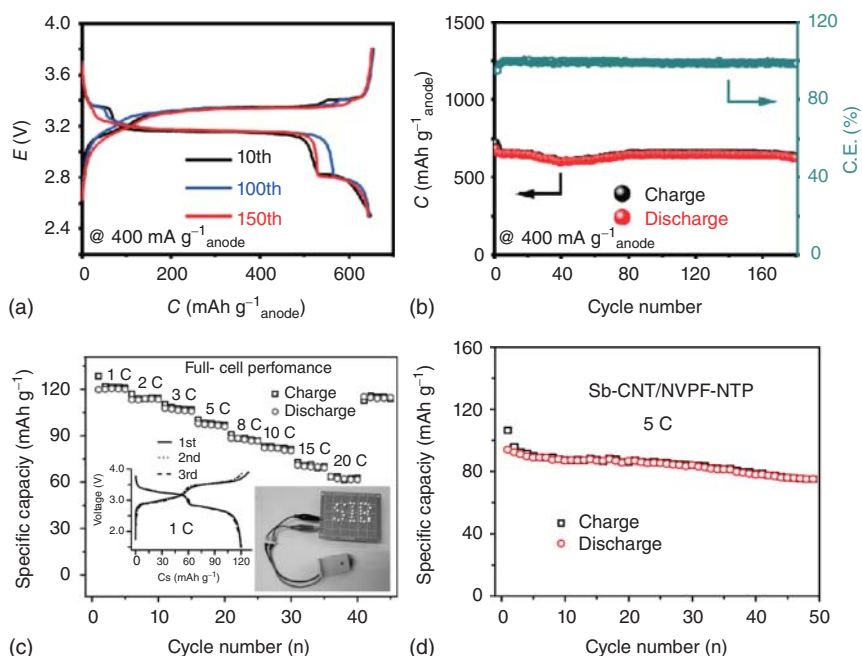 3.8
3.4
3.2
2.8
2.4
E (V)
10th
100th
150th
@ 400 mA g⁻¹anode
0
200
400
600
C (mAh g⁻¹anode)
(a)
1500
1250
1000
750
500
250
0
C (mAh g⁻¹anode)
120
80
40
0
C.E. (%)
Charge
Discharge
@ 400 mA g⁻¹anode
0
40
80
120
160
Cycle number
(b)
Full- cell perfomance
120
90
60
30
0
Specific capaciy (mAh g⁻¹)
1 C
2 C
3 C
5 C
8 C
10 C
15 C
20 C
Charge
Discharge
1st
2nd
3rd
4.0
3.0
2.0
Voltage (V)
1 C
0
30
60
90
120
Cs (mAh g⁻¹)
SIB
0
10
20
30
40
Cycle number (n)
(c)
160
120
80
40
0
Specific capaciy (mAh g⁻¹)
Sb-CNT/NVPF-NTP
5 C
Charge
Discharge
0
10
20
30
40
50
Cycle number (n)
(d)